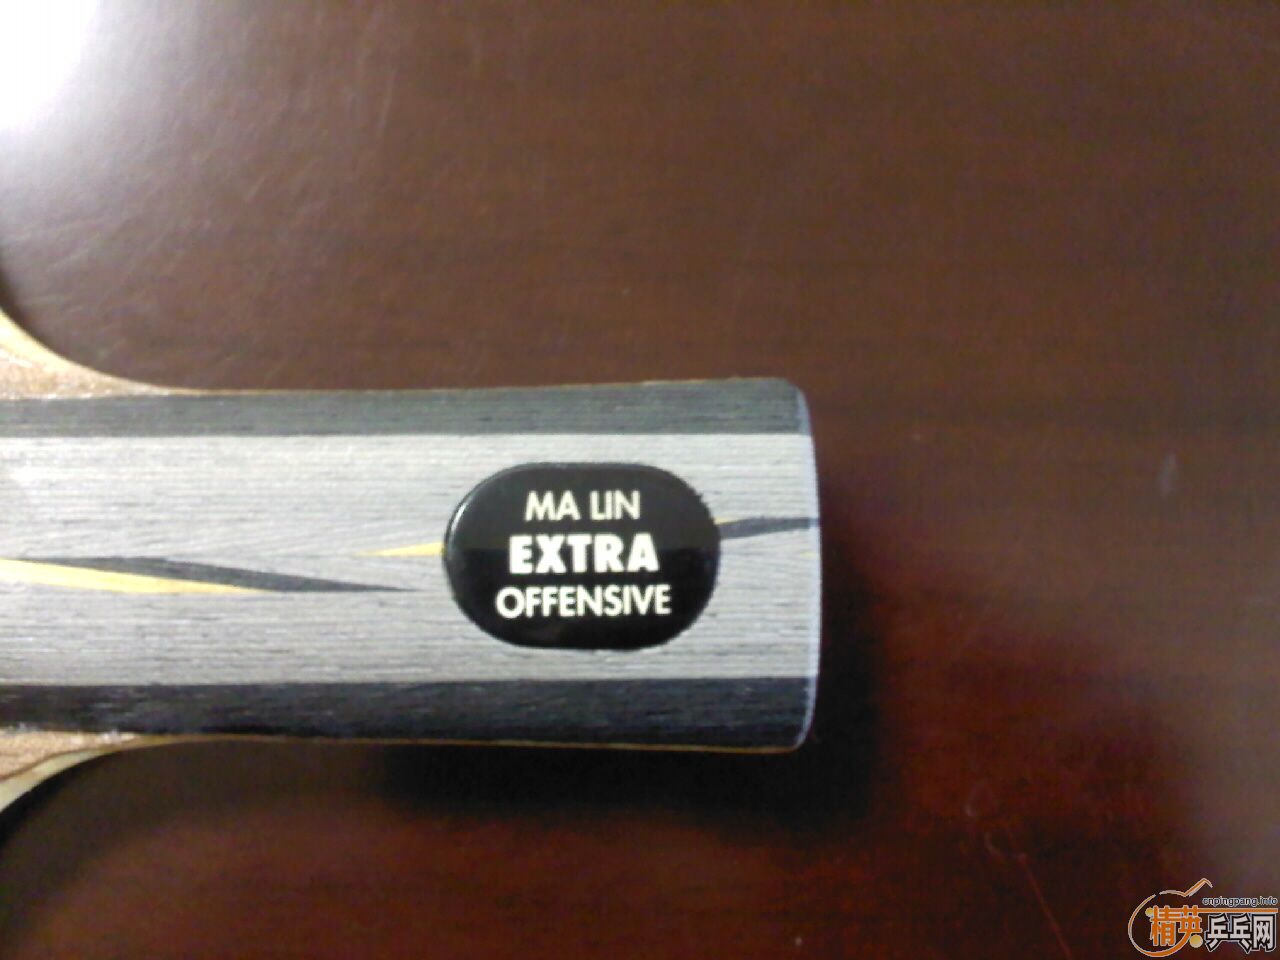 MA LIN
EXTRA
OFFENSIVE
cnpingpang.info
精英乒乓网